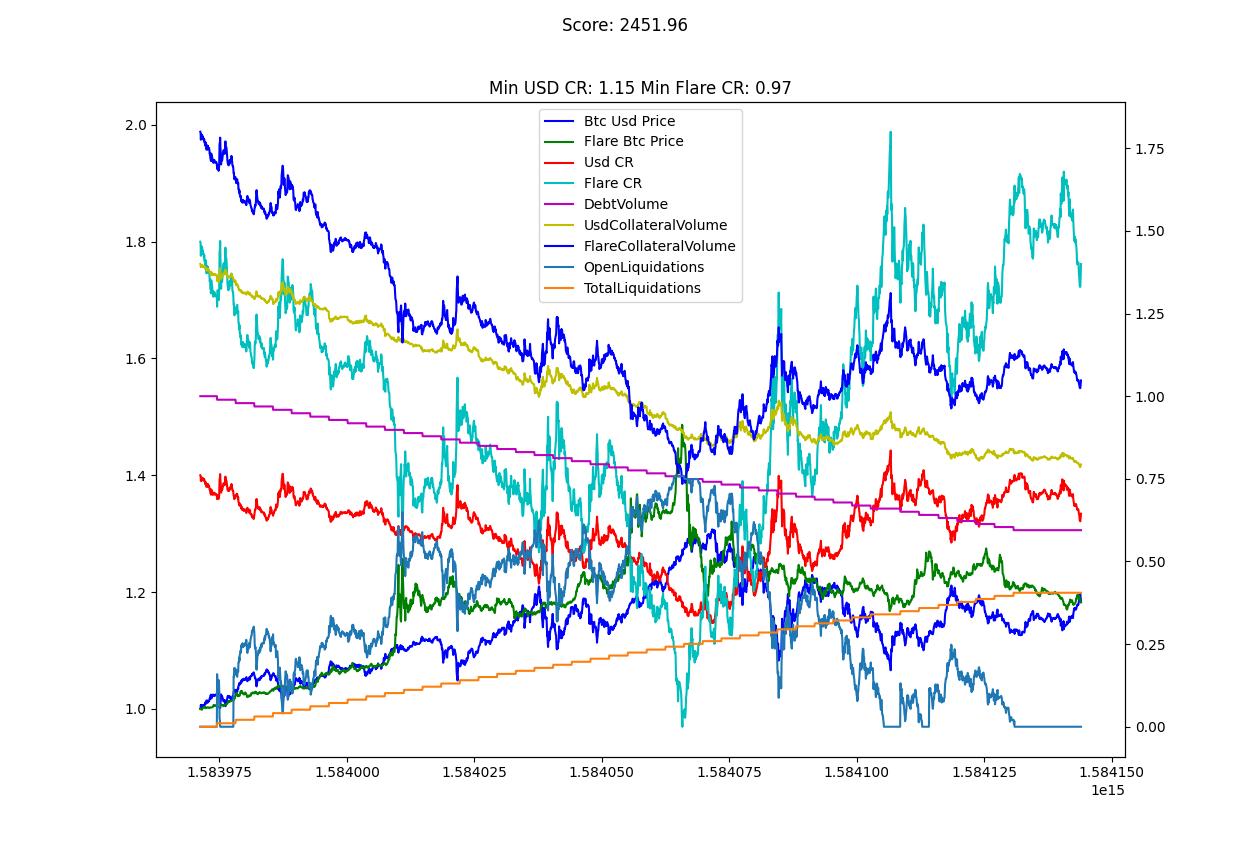 Score: 2451.96
Min USD CR: 1.15 Min Flare CR: 0.97
Btc Usd Price
Flare Btc Price
Usd CR
Flare CR
DebtVolume
UsdCollateralVolume
FlareCollateralVolume
OpenLiquidations
TotalLiquidations
2.0
1.8
1.6
1.4
1.2
1.0
1.75
1.50
1.25
1.00
0.75
0.50
0.25
0.00
1.583975 1.584000 1.584025 1.584050 1.584075 1.584100 1.584125 1.584150
1e15